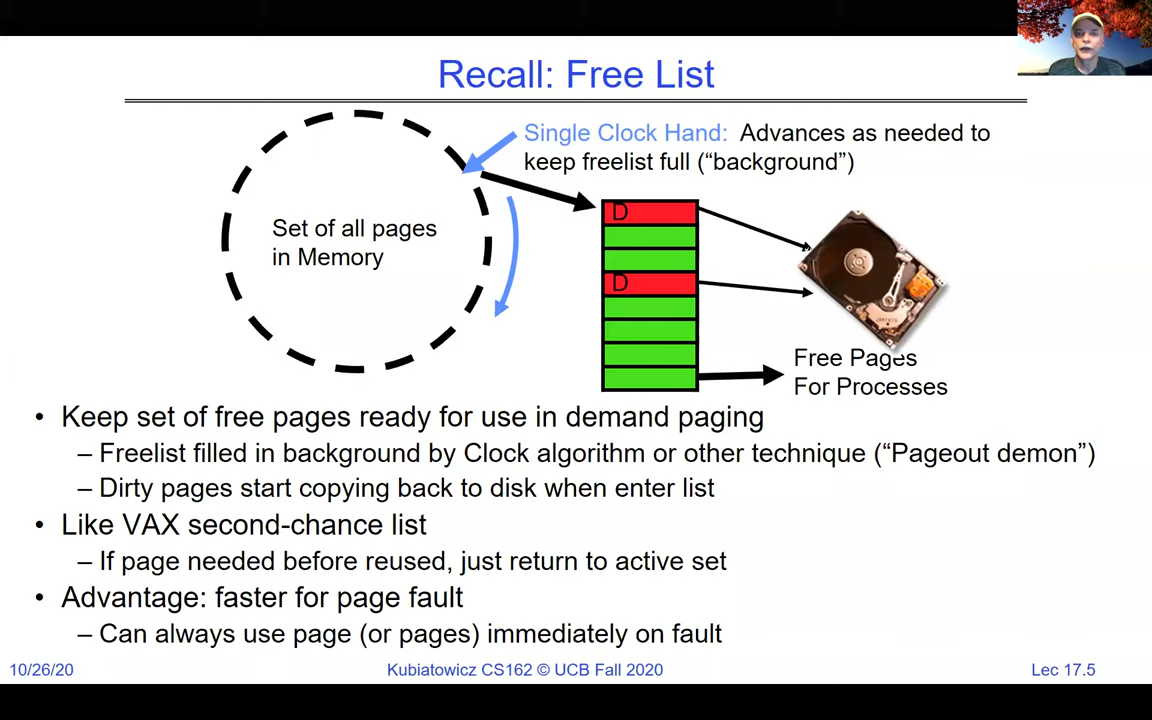 Recall: Free List
Single Clock Hand: Advances as needed to
keep freelist full (“background”)
Set of all pages
in Memory
D
D
Free Pages
For Processes
• Keep set of free pages ready for use in demand paging
– Freelist filled in background by Clock algorithm or other technique (“Pageout demon”)
– Dirty pages start copying back to disk when enter list
• Like VAX second-chance list
– If page needed before reused, just return to active set
• Advantage: faster for page fault
– Can always use page (or pages) immediately on fault
10/26/20
Kubiatowicz CS162 © UCB Fall 2020
Lec 17.5